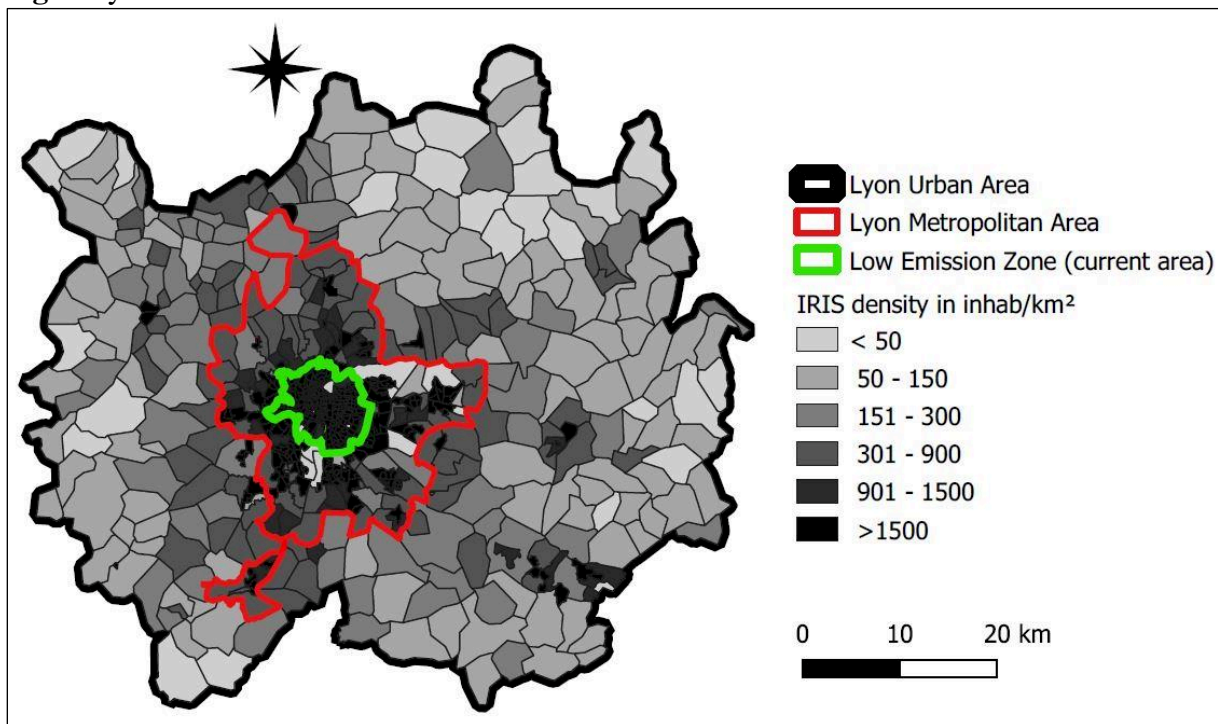 Lyon Urban Area
Lyon Metropolitan Area
Low Emission Zone (current area)
IRIS density in inhab/km²
< 50
50 - 150
151 - 300
301 - 900
901 - 1500
>1500
0 10 20 km